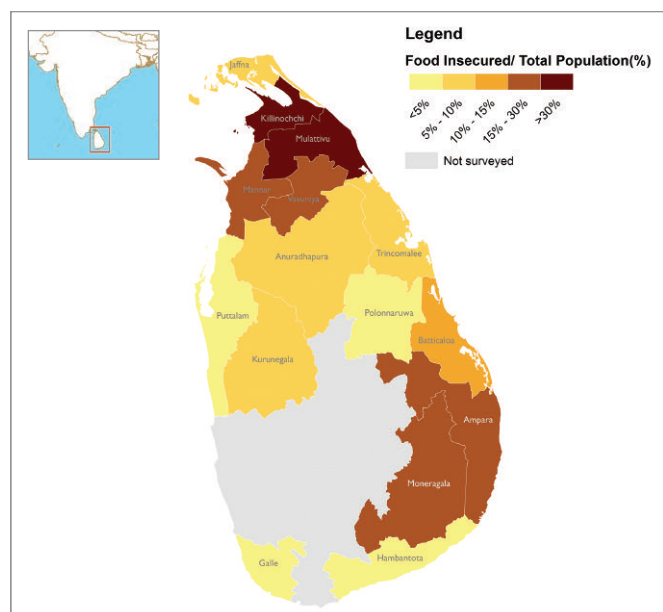 Legend
Food Insecured/ Total Population(%)
<5%
5% - 10%
10% - 15%
15% - 30%
>30%
Not surveyed
Jaffna
Killinochchi
Mulattivu
Mannar
Vavuniya
Anuradhapura
Trincomalee
Puttalam
Polonnaruwa
Batticaloa
Kurunegala
Ampara
Moneragala
Galle
Hambantota